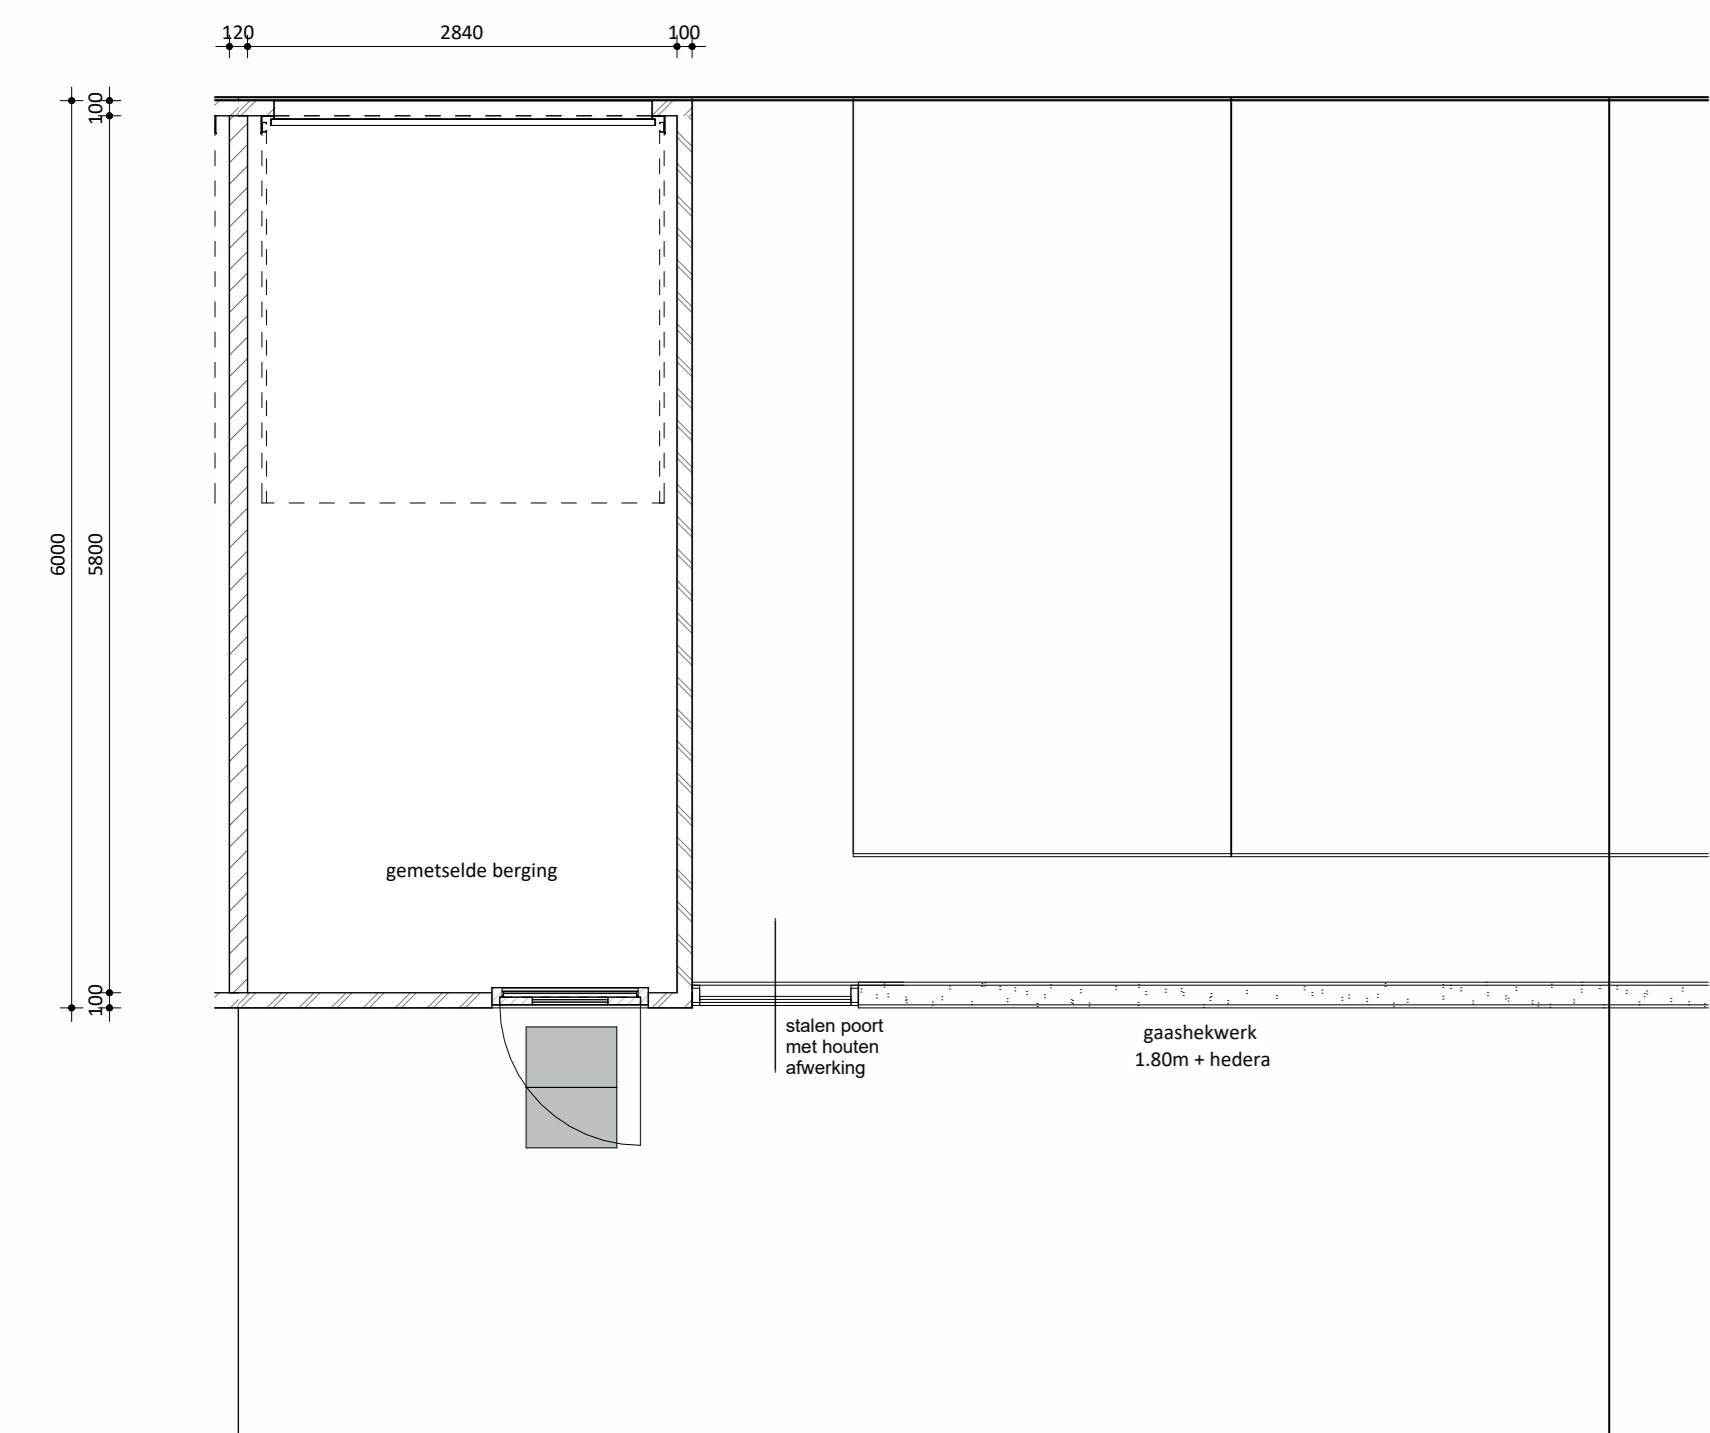 120 2840 100
100
6000 5800
gemetselde berging
100
stalen poort
met houten
afwerking
gaashekwerk
1.80m + hedera